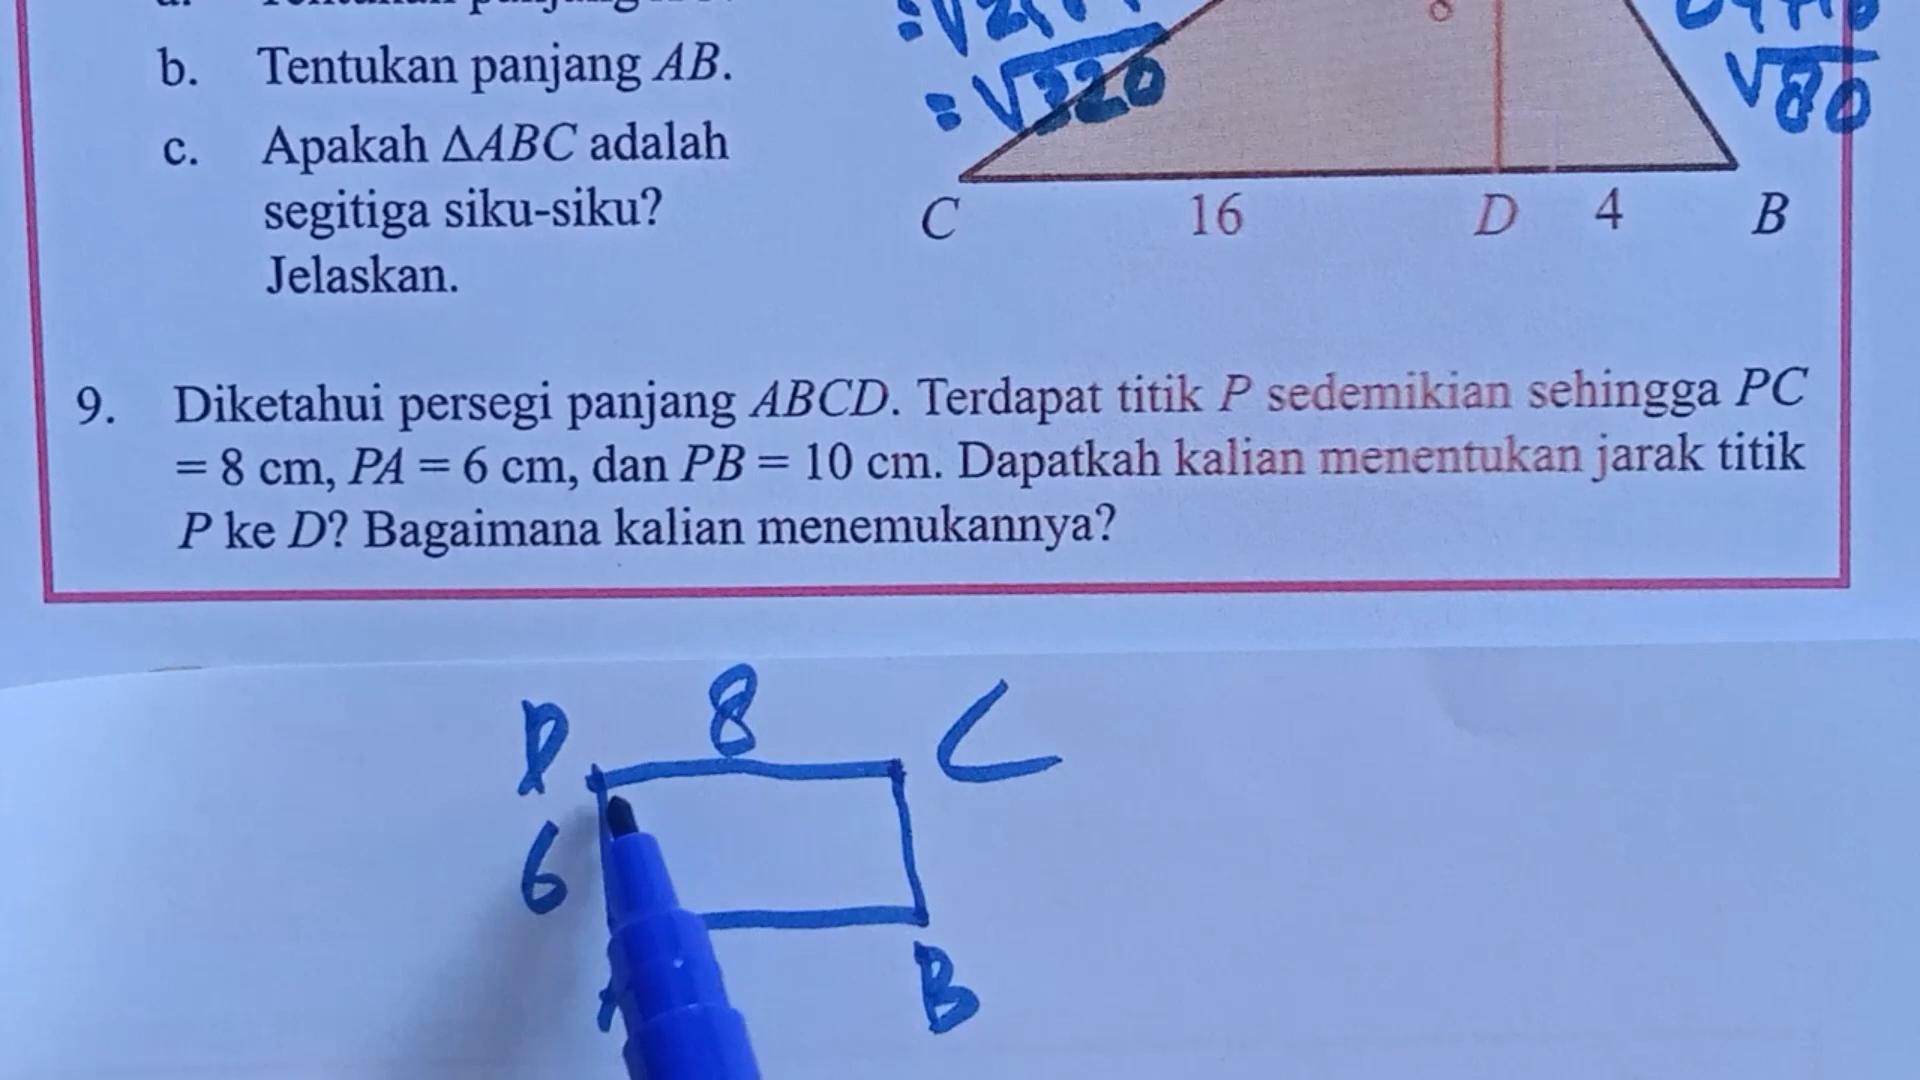 b. Tentukan panjang AB.
c. Apakah ΔABC adalah
segitiga siku-siku?
Jelaskan.
= √320
√80
8
C 16 D 4 B
9. Diketahui persegi panjang ABCD. Terdapat titik P sedemikian sehingga PC
= 8 cm, PA = 6 cm, dan PB = 10 cm. Dapatkah kalian menentukan jarak titik
P ke D? Bagaimana kalian menemukannya?
D 8 C
6
B